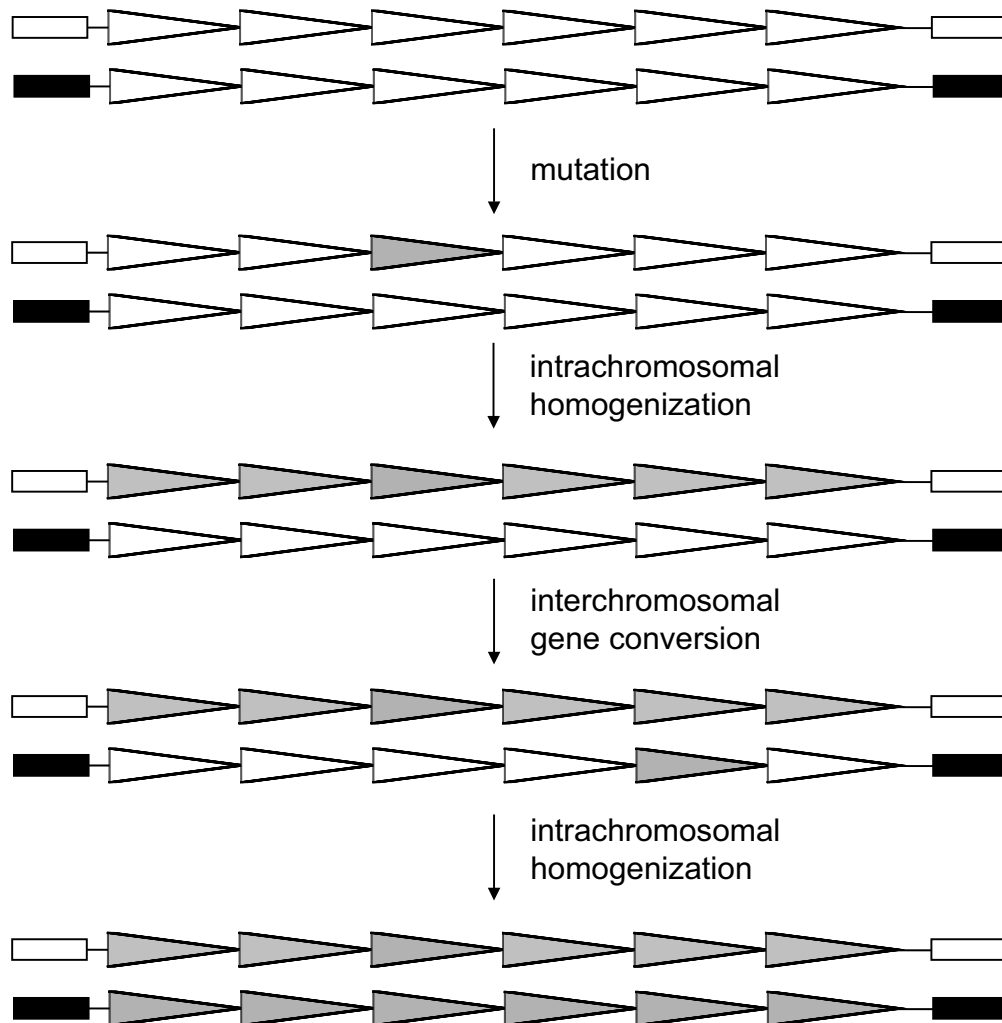 mutation
intrachromosomal
homogenization
interchromosomal
gene conversion
intrachromosomal
homogenization